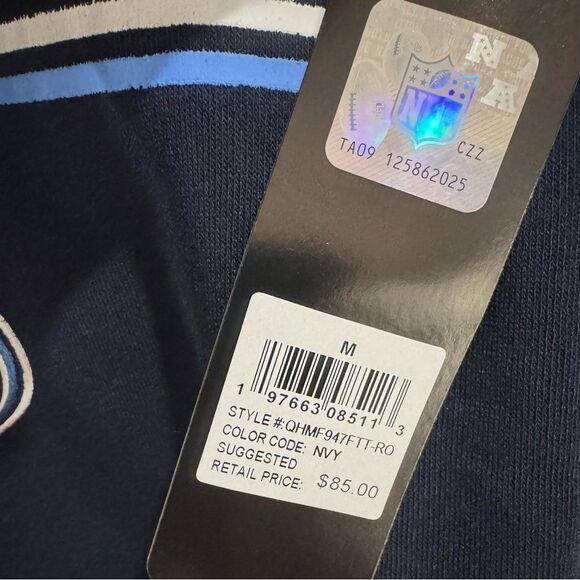 NFL
N
A
TA09 125862025
CZZ
M
1 97663 08511 3
STYLE #:QHMF947FTT-RO
COLOR CODE: NVY
SUGGESTED
RETAIL PRICE: $85.00